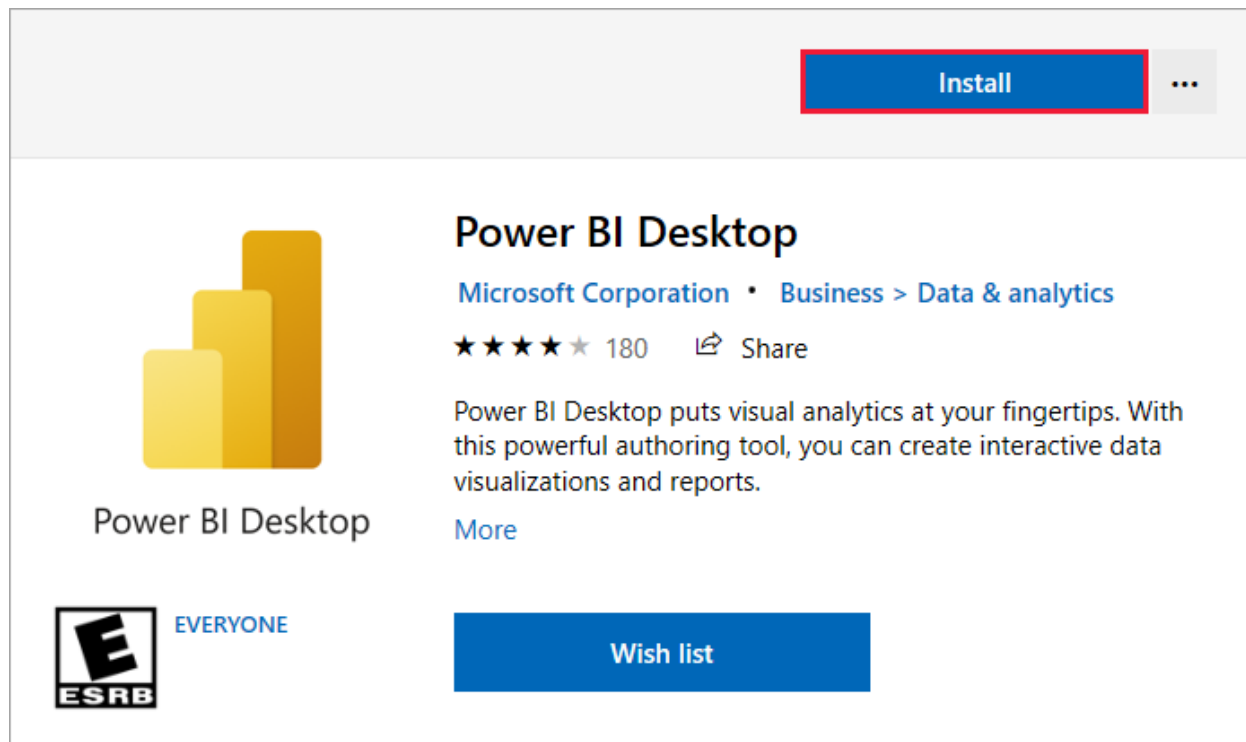 Install
...
Power BI Desktop
Microsoft Corporation • Business > Data & analytics
★★★★★ 180 Share
Power BI Desktop puts visual analytics at your fingertips. With
this powerful authoring tool, you can create interactive data
visualizations and reports.
More
Power BI Desktop
E
ESRB
EVERYONE
Wish list